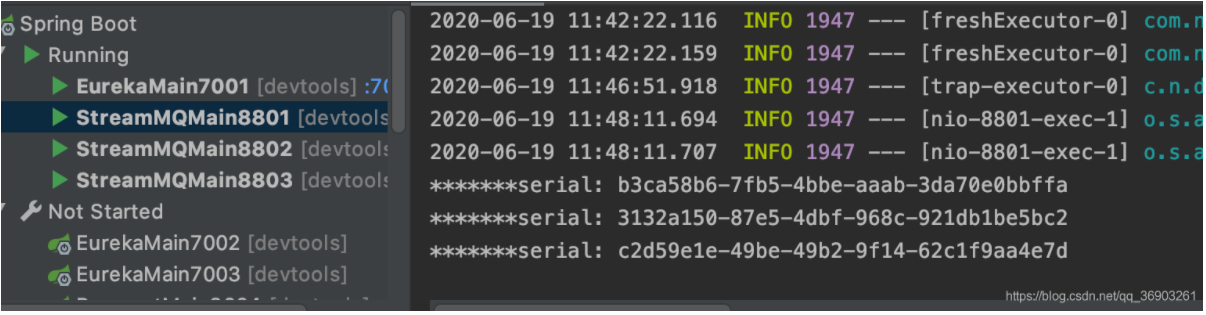 Spring Boot
Running
EurekaMain7001 [devtools] :70
StreamMQMain8801 [devtools
StreamMQMain8802 [devtools
StreamMQMain8803 [devtools
Not Started
EurekaMain7002 [devtools]
EurekaMain7003 [devtools]
2020-06-19 11:42:22.116 INFO 1947 --- [freshExecutor-0] com.n
2020-06-19 11:42:22.159 INFO 1947 --- [freshExecutor-0] com.n
2020-06-19 11:46:51.918 INFO 1947 --- [trap-executor-0] c.n.d
2020-06-19 11:48:11.694 INFO 1947 --- [nio-8801-exec-1] o.s.a
2020-06-19 11:48:11.707 INFO 1947 --- [nio-8801-exec-1] o.s.a
*******serial: b3ca58b6-7fb5-4bbe-aaab-3da70e0bbffa
*******serial: 3132a150-87e5-4dbf-968c-921db1be5bc2
*******serial: c2d59e1e-49be-49b2-9f14-62c1f9aa4e7d
https://blog.csdn.net/qq_36903261